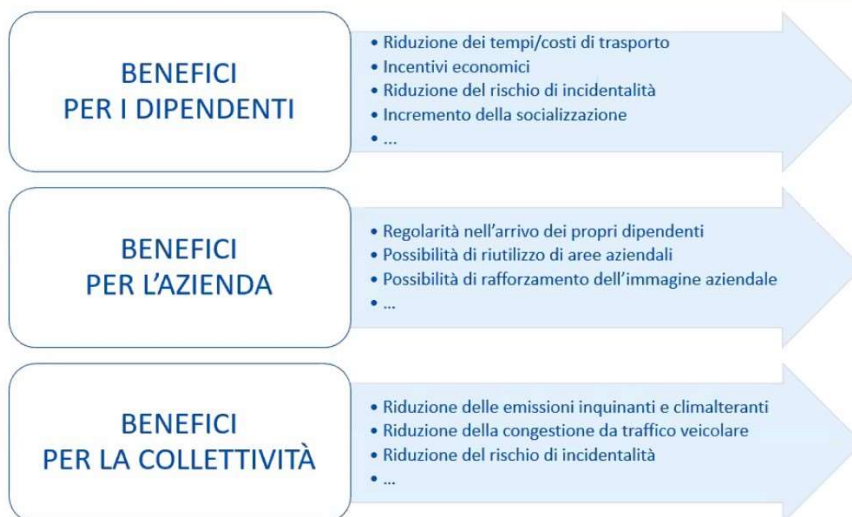 BENEFICI
PER I DIPENDENTI
• Riduzione dei tempi/costi di trasporto
• Incentivi economici
• Riduzione del rischio di incidentalità
• Incremento della socializzazione
• ...
BENEFICI
PER L'AZIENDA
• Regolarità nell'arrivo dei propri dipendenti
• Possibilità di riutilizzo di aree aziendali
• Possibilità di rafforzamento dell'immagine aziendale
• ...
BENEFICI
PER LA COLLETTIVITÀ
• Riduzione delle emissioni inquinanti e climalteranti
• Riduzione della congestione da traffico veicolare
• Riduzione del rischio di incidentalità
• ...